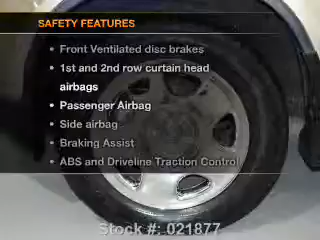 SAFETY FEATURES
• Front Ventilated disc brakes
• 1st and 2nd row curtain head
airbags
• Passenger Airbag
• Side airbag
• Braking Assist
• ABS and Driveline Traction Control
Stock #: 021877